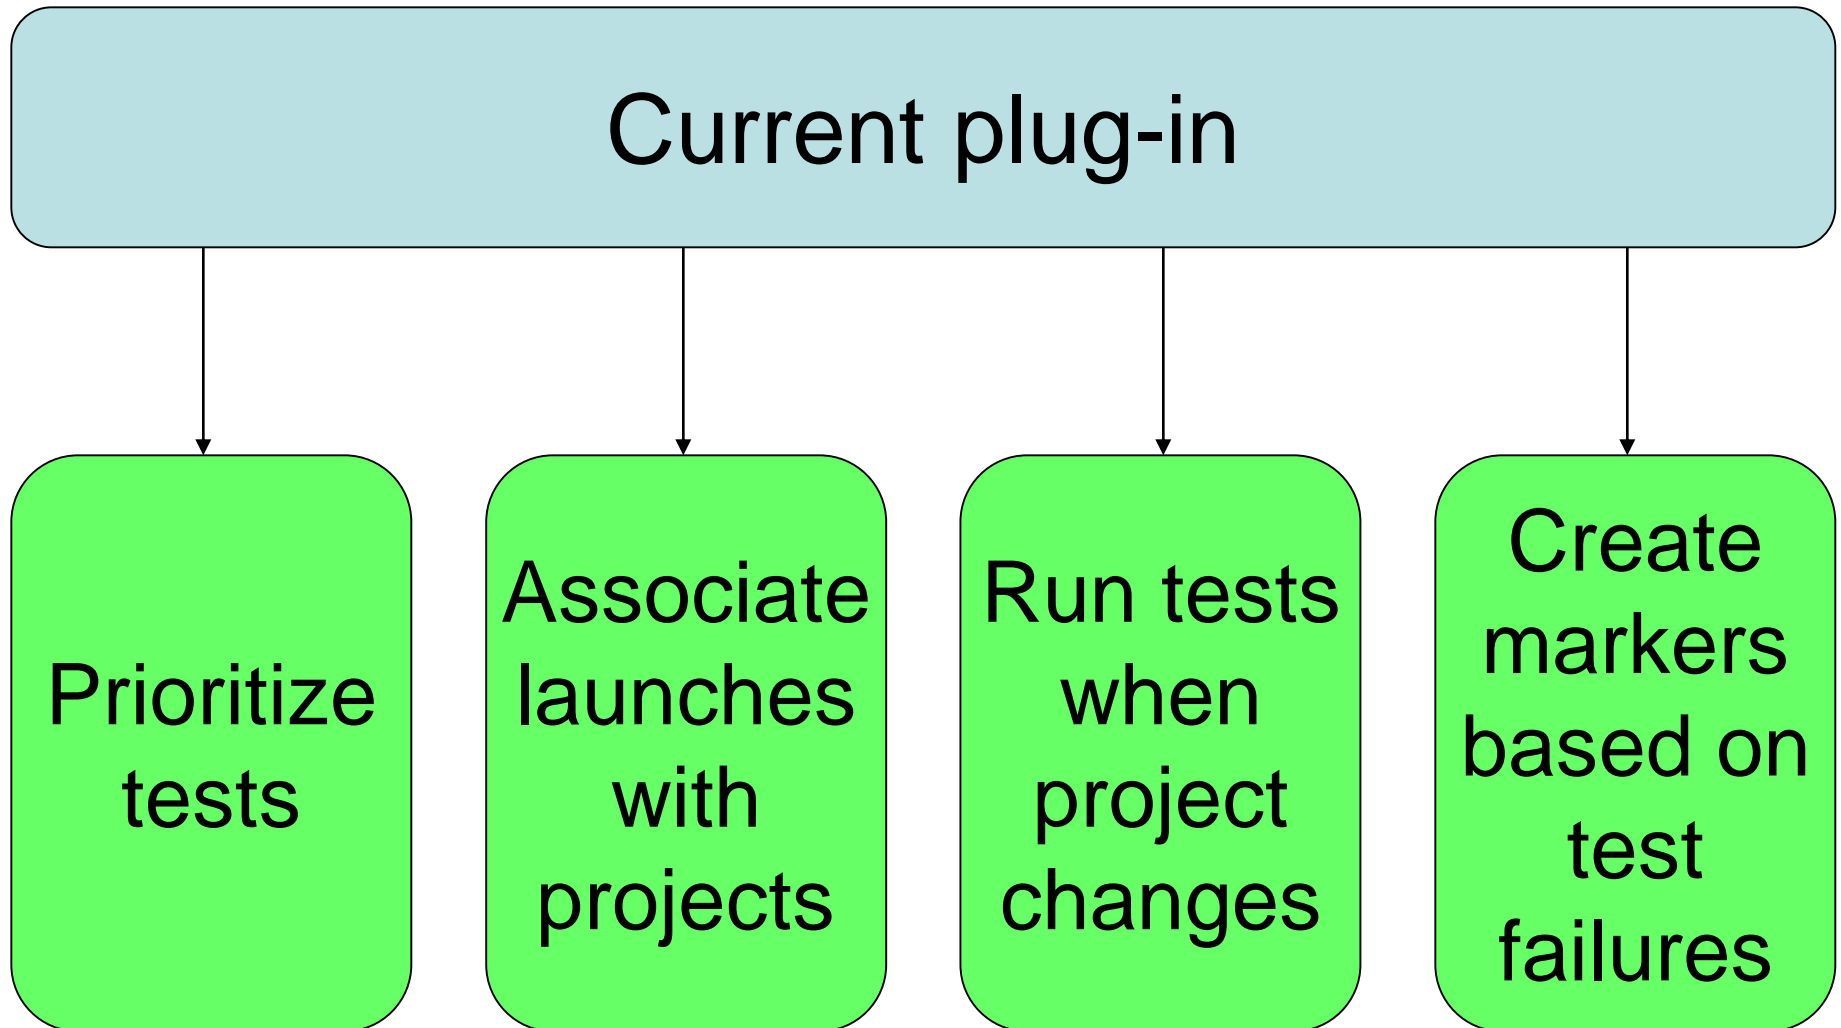 Current plug-in
Prioritize
tests
Associate
launches
with
projects
Run tests
when
project
changes
Create
markers
based on
test
failures